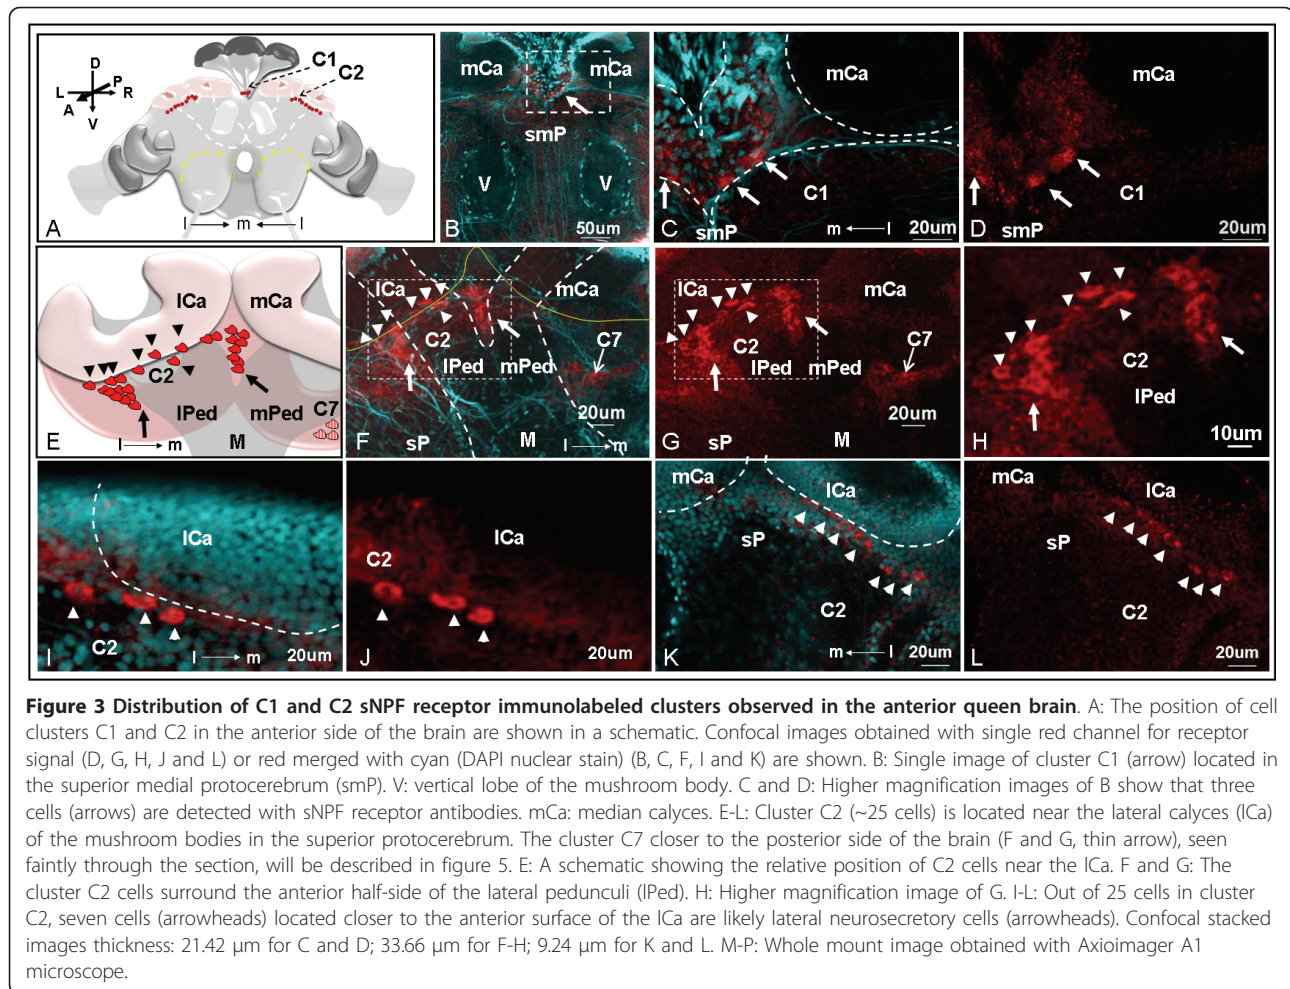 D
P
L
R
A
V
C1
C2
l m l
A
mCa
mCa
smP
V
V
B
50um
mCa
C1
smP
m l
C
20um
mCa
C1
smP
D
20um
lCa
mCa
C2
lPed
mPed
C7
l m
M
E
lCa
mCa
C2
C7
lPed
mPed
20um
sP
M
l m
F
lCa
mCa
C2
C7
lPed
mPed
20um
sP
M
G
C2
lPed
H
10um
lCa
C2
l m
I
20um
lCa
C2
J
20um
mCa
lCa
sP
C2
m l
K
20um
mCa
lCa
sP
C2
L
20um
Figure 3 Distribution of C1 and C2 sNPF receptor immunolabeled clusters observed in the anterior queen brain. A: The position of cell
clusters C1 and C2 in the anterior side of the brain are shown in a schematic. Confocal images obtained with single red channel for receptor
signal (D, G, H, J and L) or red merged with cyan (DAPI nuclear stain) (B, C, F, I and K) are shown. B: Single image of cluster C1 (arrow) located in
the superior medial protocerebrum (smP). V: vertical lobe of the mushroom body. C and D: Higher magnification images of B show that three
cells (arrows) are detected with sNPF receptor antibodies. mCa: median calyces. E-L: Cluster C2 (~25 cells) is located near the lateral calyces (lCa)
of the mushroom bodies in the superior protocerebrum. The cluster C7 closer to the posterior side of the brain (F and G, thin arrow), seen
faintly through the section, will be described in figure 5. E: A schematic showing the relative position of C2 cells near the lCa. F and G: The
cluster C2 cells surround the anterior half-side of the lateral pedunculi (lPed). H: Higher magnification image of G. I-L: Out of 25 cells in cluster
C2, seven cells (arrowheads) located closer to the anterior surface of the lCa are likely lateral neurosecretory cells (arrowheads). Confocal stacked
images thickness: 21.42 μm for C and D; 33.66 μm for F-H; 9.24 μm for K and L. M-P: Whole mount image obtained with Axioimager A1
microscope.